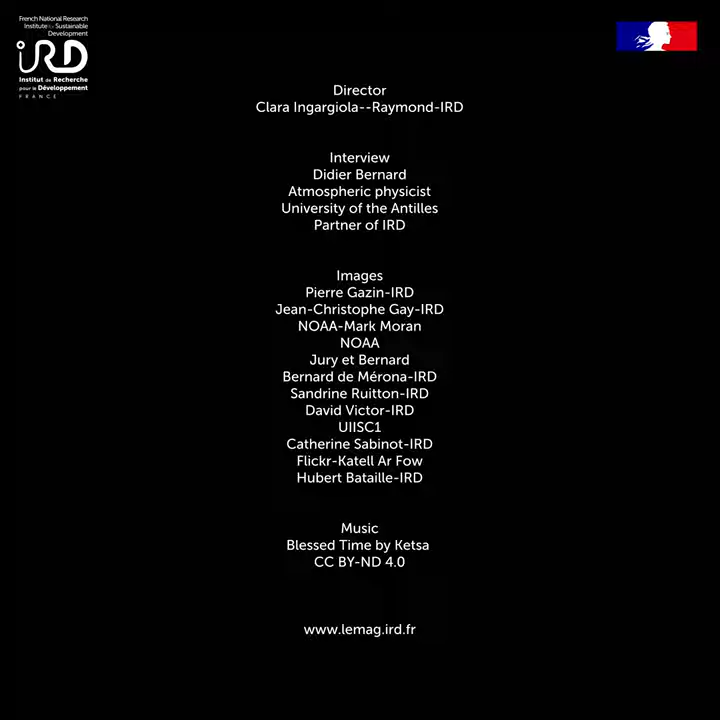 French National Research
Institute for Sustainable
Development
iRD
Institut de Recherche
pour le Développement
FRANCE
Director
Clara Ingargiola--Raymond-IRD
Interview
Didier Bernard
Atmospheric physicist
University of the Antilles
Partner of IRD
Images
Pierre Gazin-IRD
Jean-Christophe Gay-IRD
NOAA-Mark Moran
NOAA
Jury et Bernard
Bernard de Mérona-IRD
Sandrine Ruitton-IRD
David Victor-IRD
UIISC1
Catherine Sabinot-IRD
Flickr-Katell Ar Fow
Hubert Bataille-IRD
Music
Blessed Time by Ketsa
CC BY-ND 4.0
www.lemag.ird.fr